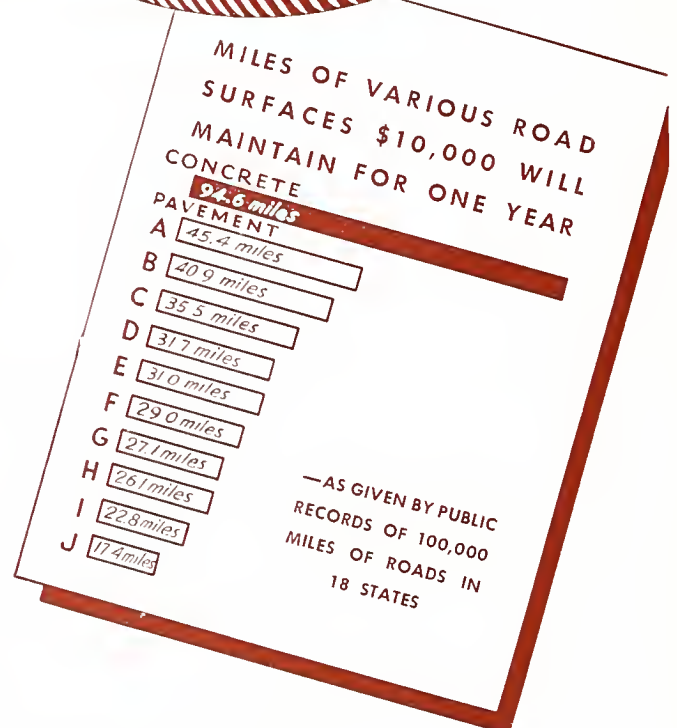 MILES OF VARIOUS ROAD
SURFACES $10,000 WILL
MAINTAIN FOR ONE YEAR
CONCRETE
94.6 miles
PAVEMENT
A 45.4 miles
B 40 9 miles
C 35 5 miles
D 31 7 miles
E 31 0 miles
F 29 0 miles
G 27.1 miles
H 26 1 miles
I 22.8 miles
J 17 4 miles
—AS GIVEN BY PUBLIC
RECORDS OF 100,000
MILES OF ROADS IN
18 STATES